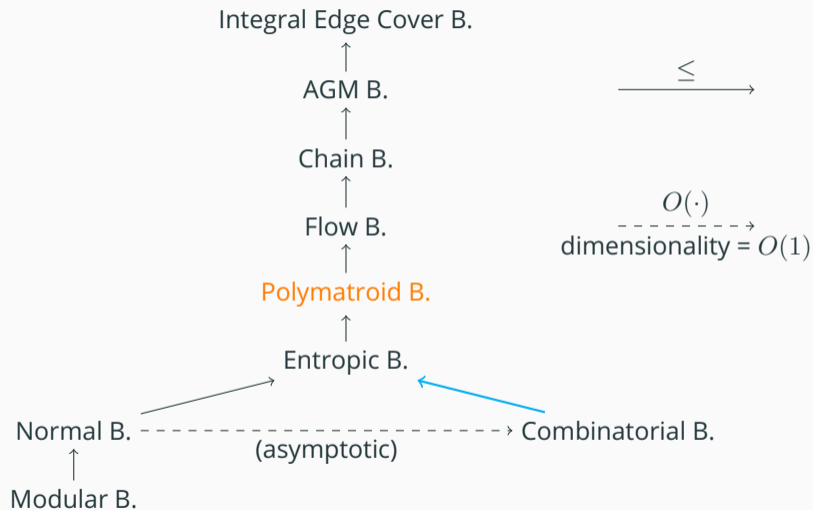 Integral Edge Cover B.
AGM B.
≤
Chain B.
O(·)
Flow B.
dimensionality = O(1)
Polymatroid B.
Entropic B.
Normal B.
Combinatorial B.
(asymptotic)
Modular B.